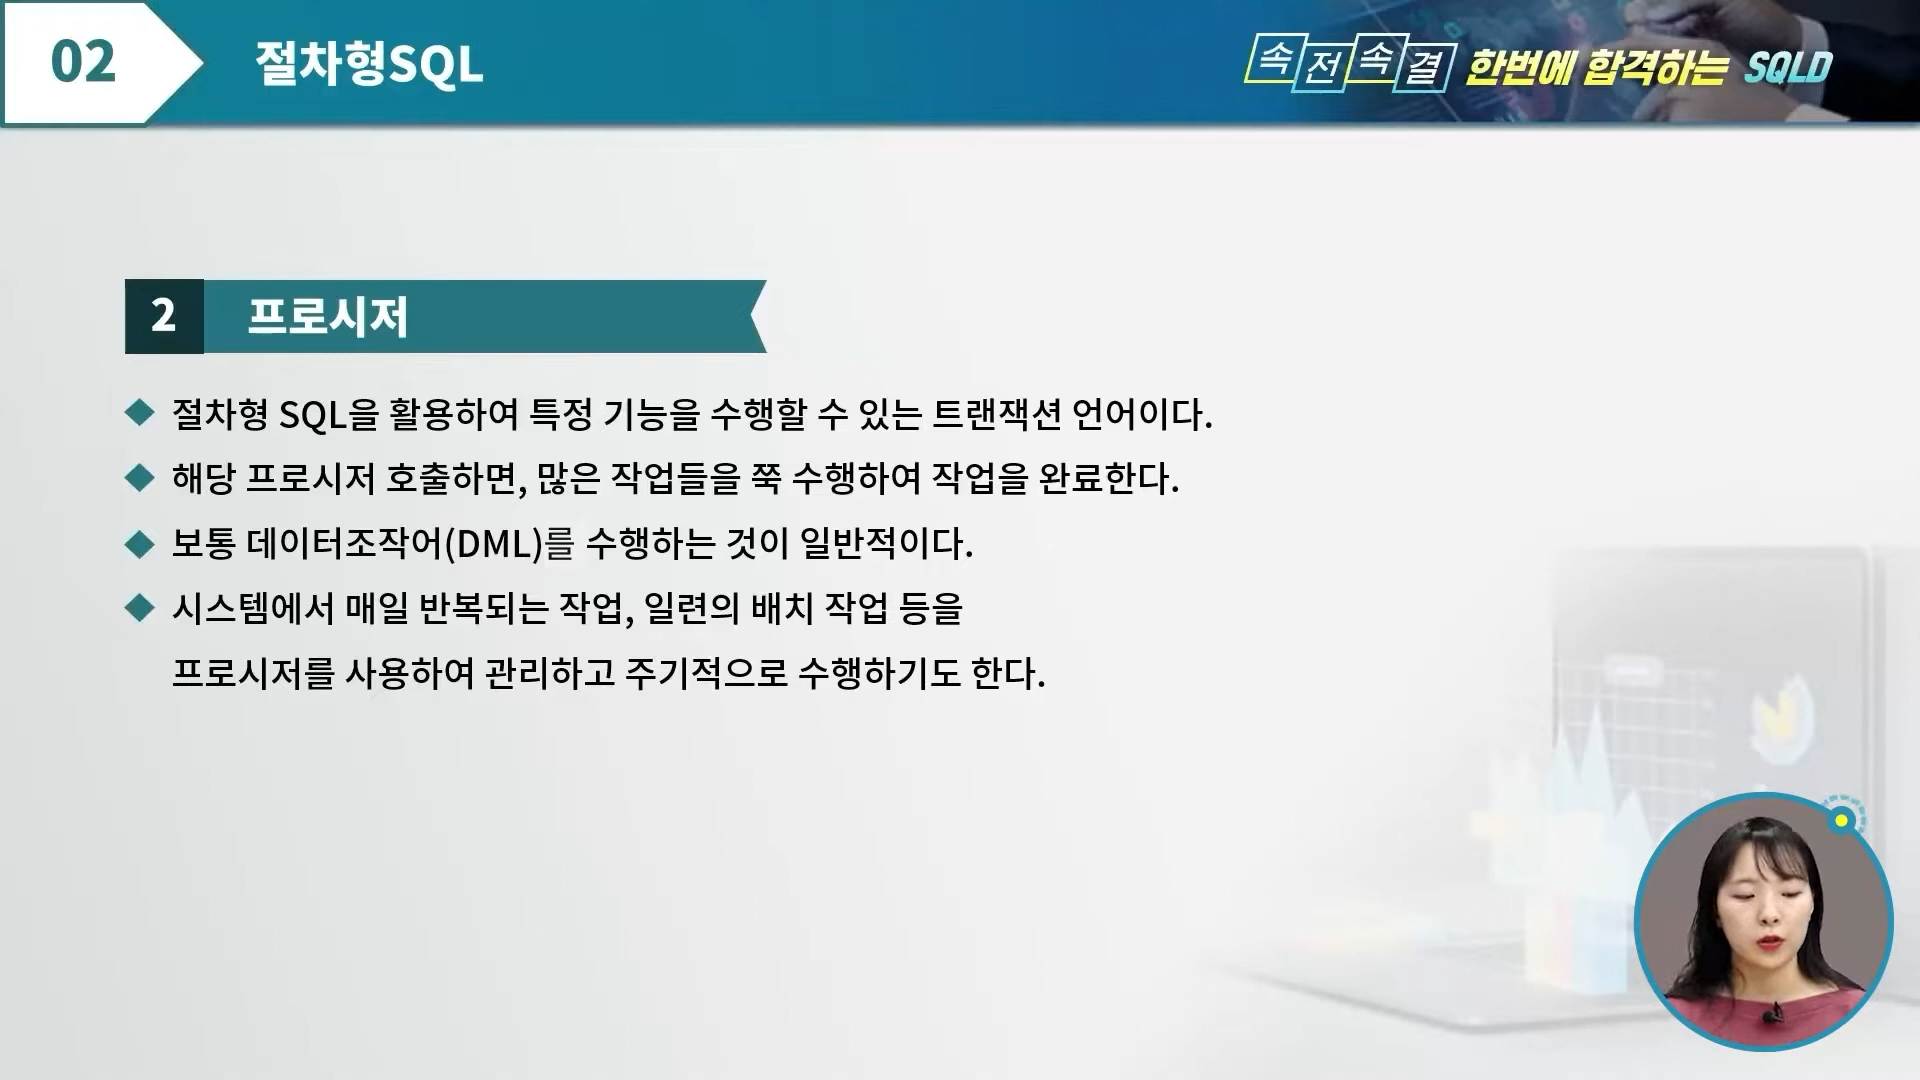 02
절차형SQL
속전속결 한번에 합격하는 SQLD
2
프로시저
절차형 SQL을 활용하여 특정 기능을 수행할 수 있는 트랜잭션 언어이다.
해당 프로시저 호출하면, 많은 작업들을 쭉 수행하여 작업을 완료한다.
보통 데이터조작어(DML)를 수행하는 것이 일반적이다.
시스템에서 매일 반복되는 작업, 일련의 배치 작업 등을
프로시저를 사용하여 관리하고 주기적으로 수행하기도 한다.